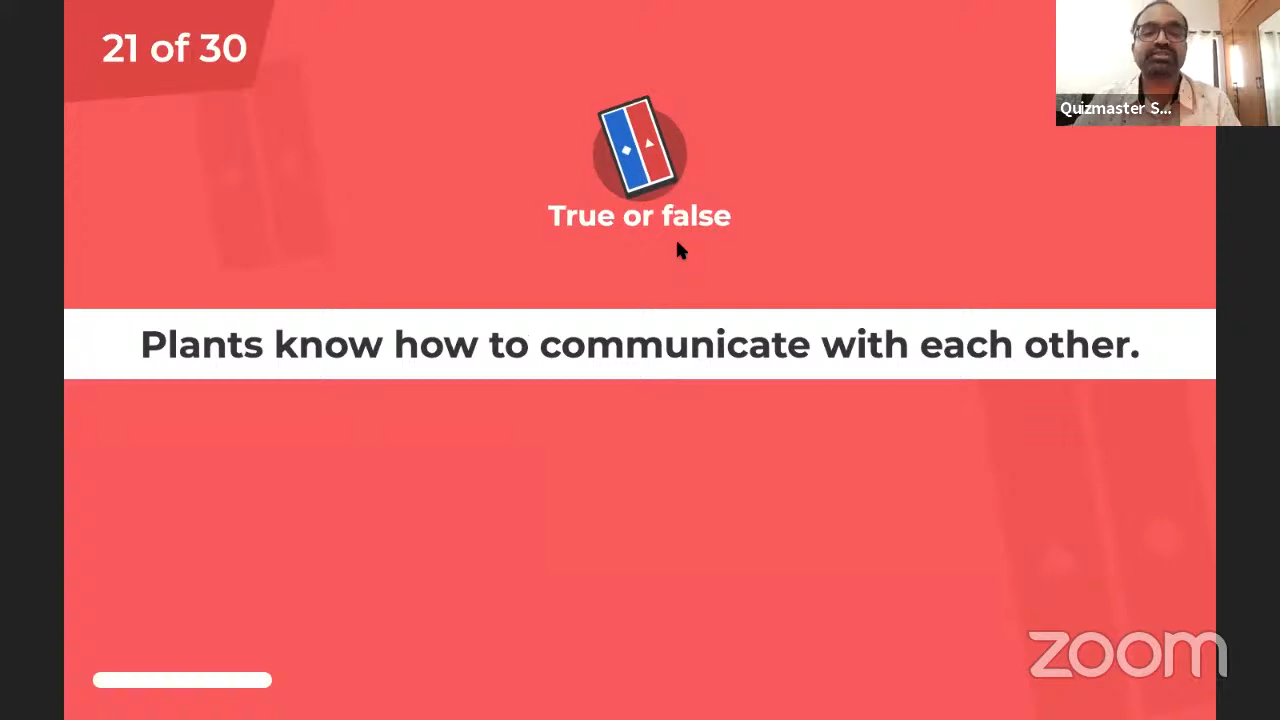 21 of 30
Quizmaster S...
True or false
Plants know how to communicate with each other.
zoom